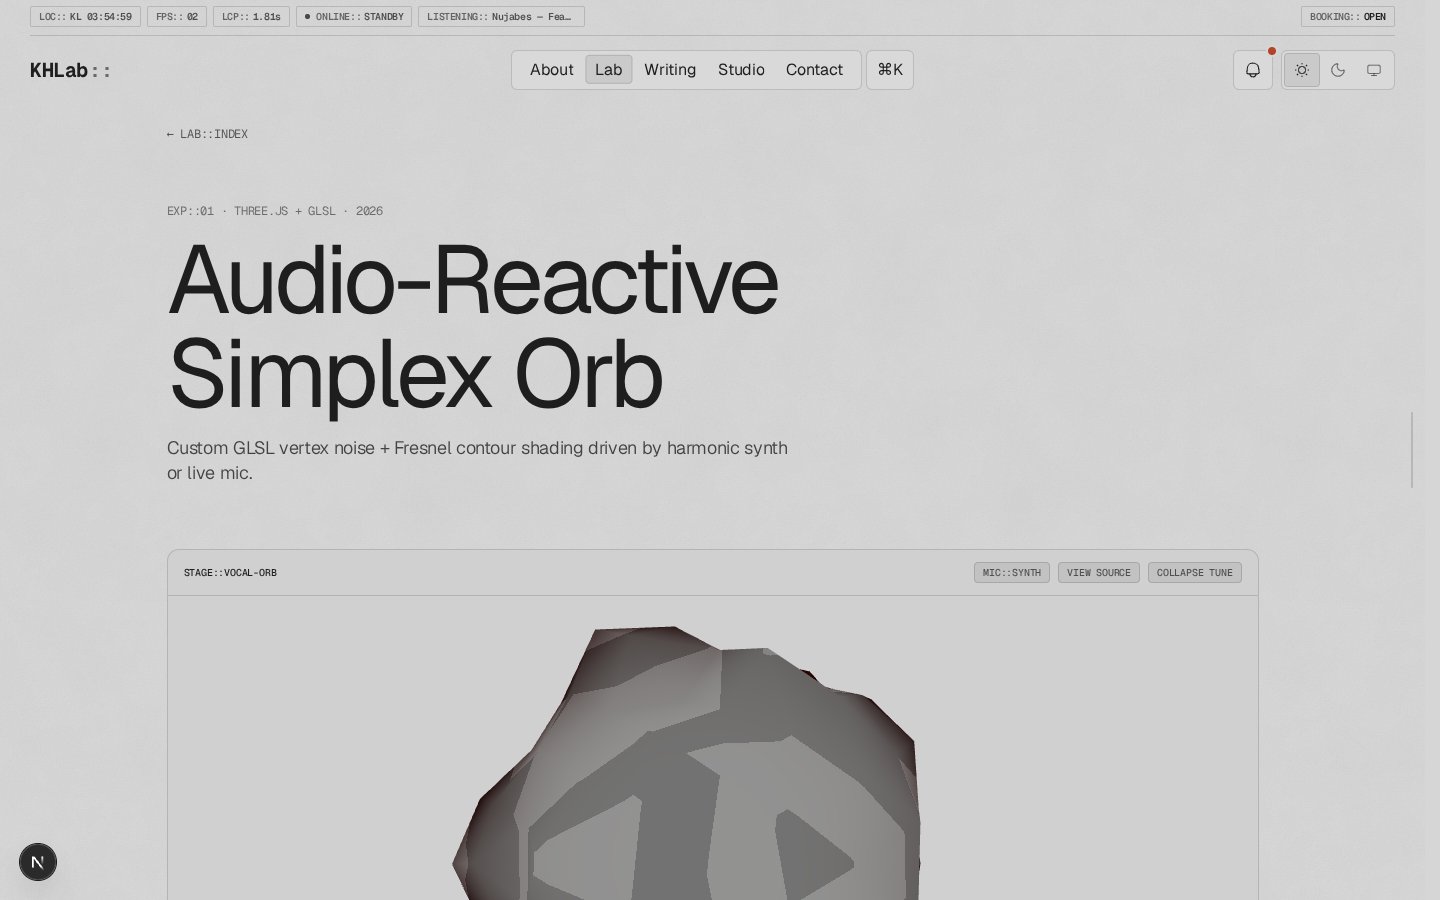 LOC:: KL 03:54:59
FPS:: 02
LCP:: 1.81s
ONLINE:: STANDBY
LISTENING:: Nujabes — Fea…
BOOKING:: OPEN
KHLab::
About
Lab
Writing
Studio
Contact
⌘K
← LAB::INDEX
EXP::01 · THREE.JS + GLSL · 2026
Audio-Reactive
Simplex Orb
Custom GLSL vertex noise + Fresnel contour shading driven by harmonic synth
or live mic.
STAGE::VOCAL-ORB
MIC::SYNTH
VIEW SOURCE
COLLAPSE TUNE
N